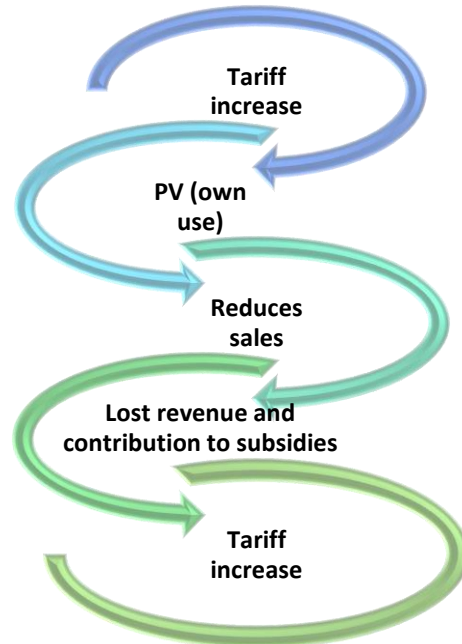 Tariff
increase
PV (own
use)
Reduces
sales
Lost revenue and
contribution to subsidies
Tariff
increase